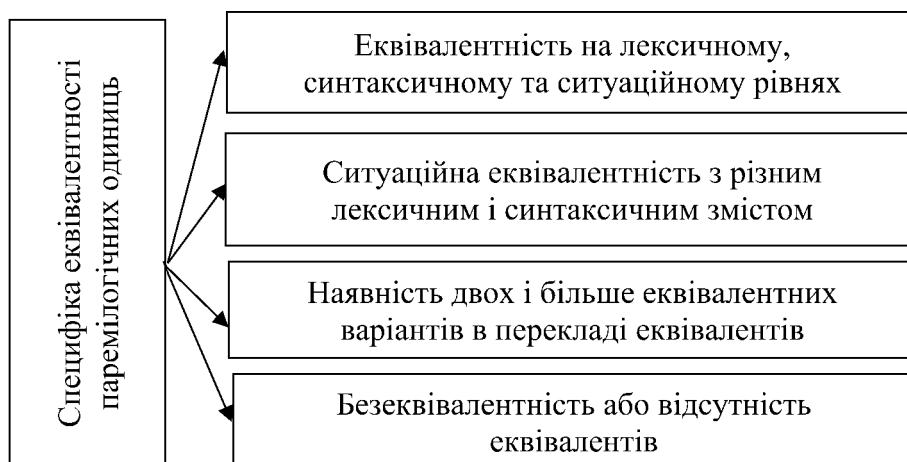 Специфіка еквівалентності
паремілогічних одиниць
Еквівалентність на лексичному,
синтаксичному та ситуаційному рівнях
Ситуаційна еквівалентність з різним
лексичним і синтаксичним змістом
Наявність двох і більше еквівалентних
варіантів в перекладі еквівалентів
Безеквівалентність або відсутність
еквівалентів